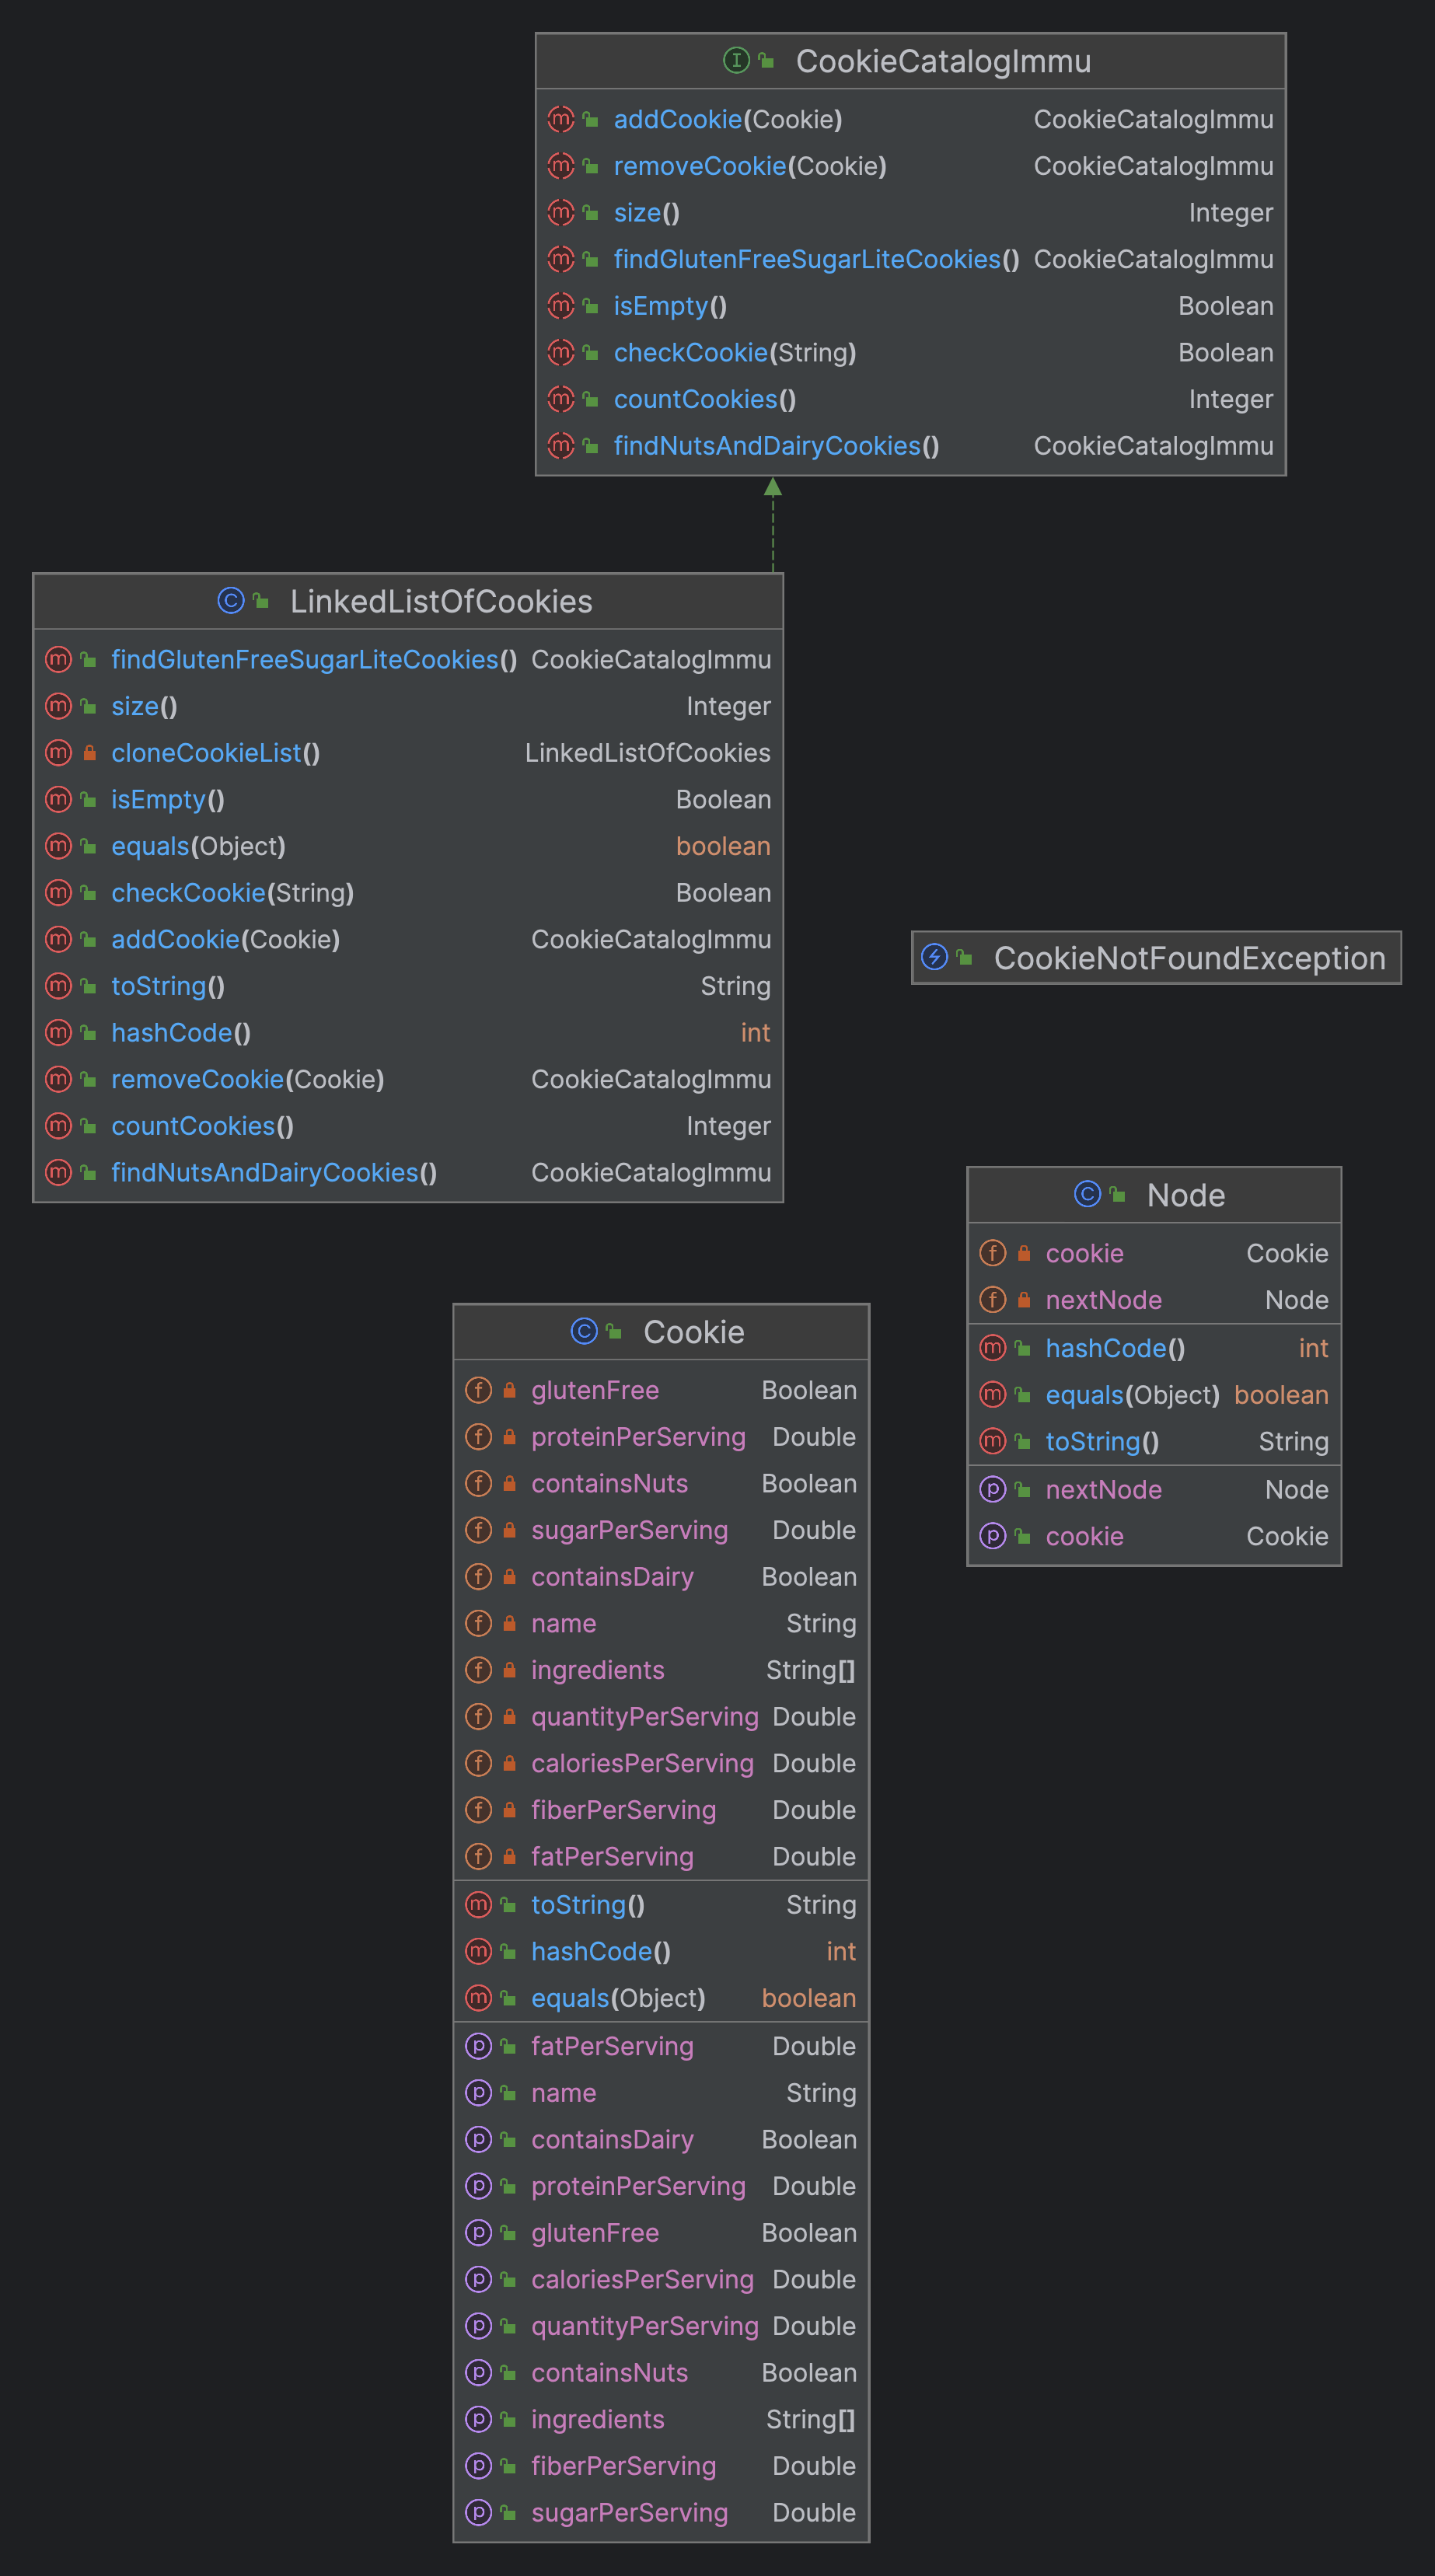 CookieCatalogImmu
addCookie(Cookie) CookieCatalogImmu
removeCookie(Cookie) CookieCatalogImmu
size() Integer
findGlutenFreeSugarLiteCookies() CookieCatalogImmu
isEmpty() Boolean
checkCookie(String) Boolean
countCookies() Integer
findNutsAndDairyCookies() CookieCatalogImmu
LinkedListOfCookies
findGlutenFreeSugarLiteCookies() CookieCatalogImmu
size() Integer
cloneCookieList() LinkedListOfCookies
isEmpty() Boolean
equals(Object) boolean
checkCookie(String) Boolean
addCookie(Cookie) CookieCatalogImmu
toString() String
hashCode() int
removeCookie(Cookie) CookieCatalogImmu
countCookies() Integer
findNutsAndDairyCookies() CookieCatalogImmu
CookieNotFoundException
Node
cookie Cookie
nextNode Node
hashCode() int
equals(Object) boolean
toString() String
nextNode Node
cookie Cookie
Cookie
glutenFree Boolean
proteinPerServing Double
containsNuts Boolean
sugarPerServing Double
containsDairy Boolean
name String
ingredients String[]
quantityPerServing Double
caloriesPerServing Double
fiberPerServing Double
fatPerServing Double
toString() String
hashCode() int
equals(Object) boolean
fatPerServing Double
name String
containsDairy Boolean
proteinPerServing Double
glutenFree Boolean
caloriesPerServing Double
quantityPerServing Double
containsNuts Boolean
ingredients String[]
fiberPerServing Double
sugarPerServing Double